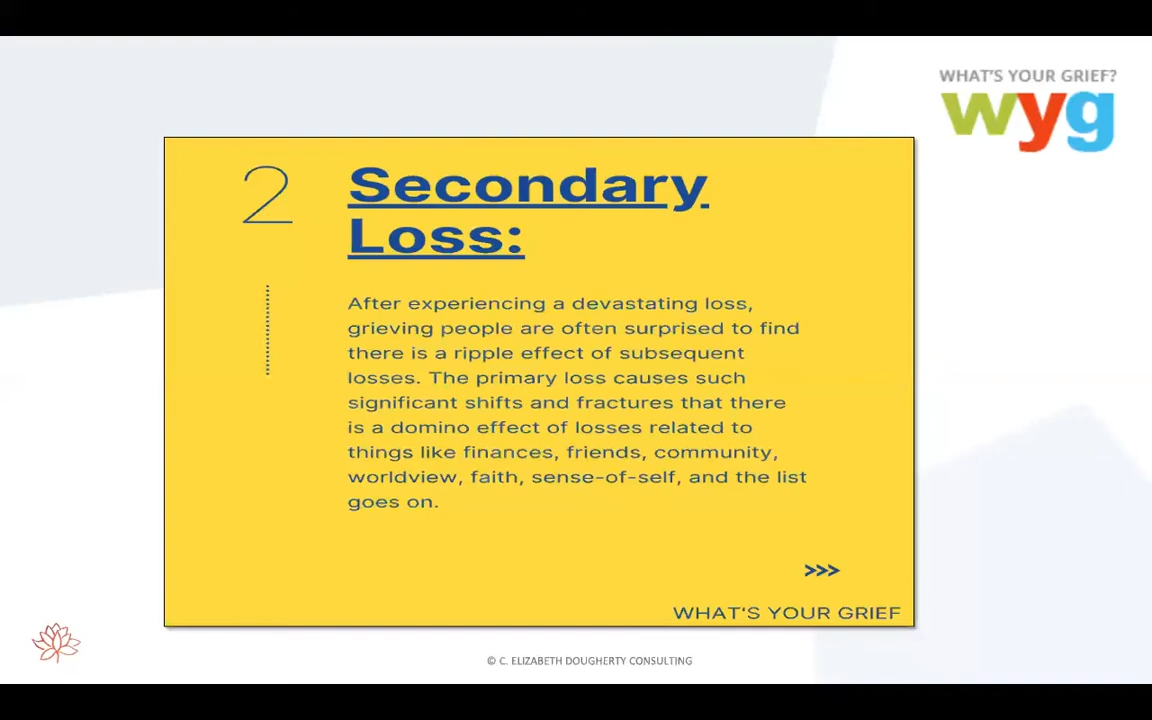 WHAT'S YOUR GRIEF?
wyg
2
Secondary
Loss:
After experiencing a devastating loss,
grieving people are often surprised to find
there is a ripple effect of subsequent
losses. The primary loss causes such
significant shifts and fractures that there
is a domino effect of losses related to
things like finances, friends, community,
worldview, faith, sense-of-self, and the list
goes on.
>>>
WHAT'S YOUR GRIEF
© C. ELIZABETH DOUGHERTY CONSULTING